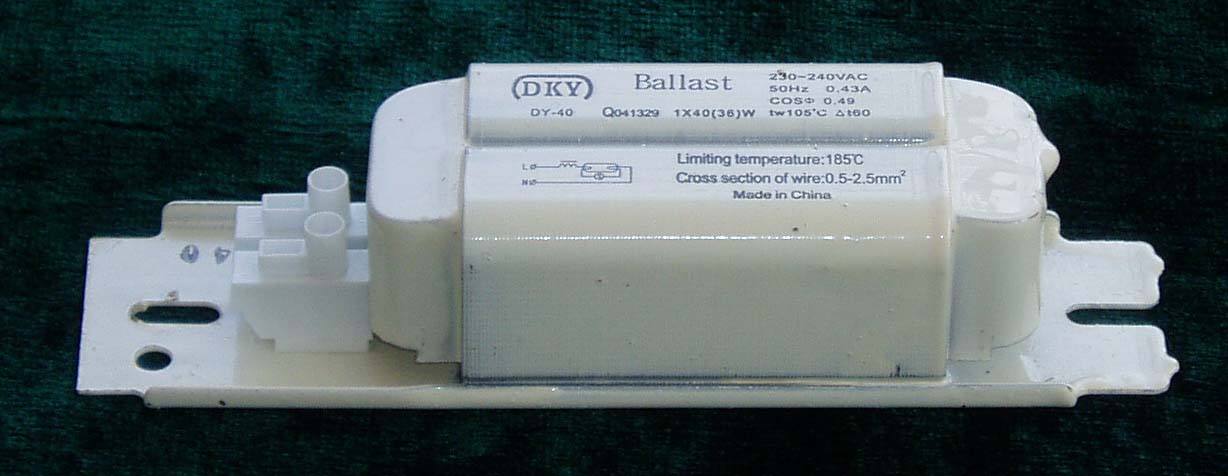 DKY Ballast 230-240VAC
50Hz 0.43A
COSΦ 0.49
DY-40 Q041329 1X40(36)W tw105°C Δt60
L Ø
N Ø
Limiting temperature:185℃
Cross section of wire:0.5-2.5mm²
Made in China